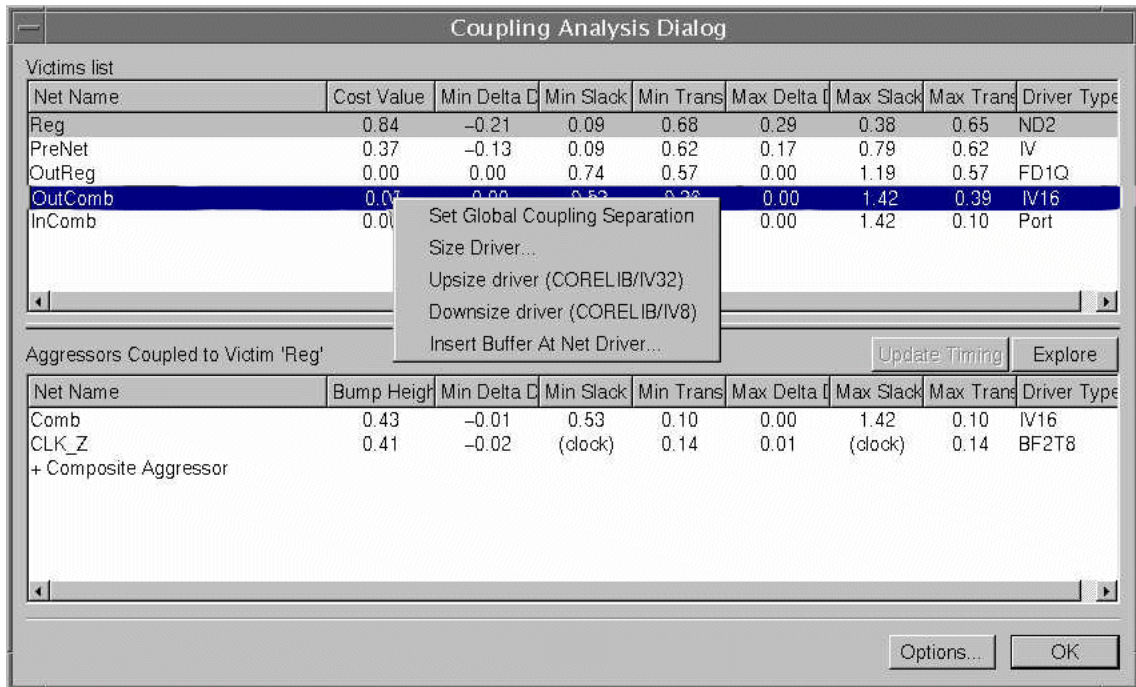 Coupling Analysis Dialog
Victims list
Net Name Cost Value Min Delta D Min Slack Min Trans Max Delta D Max Slack Max Trans Driver Type
Reg 0.84 −0.21 0.09 0.68 0.29 0.38 0.65 ND2
PreNet 0.37 −0.13 0.09 0.62 0.17 0.79 0.62 IV
OutReg 0.00 0.00 0.74 0.57 0.00 1.19 0.57 FD1Q
OutComb 0.00 1.42 0.39 IV16
InComb 0.00 1.42 0.10 Port
Set Global Coupling Separation
Size Driver...
Upsize driver (CORELIB/IV32)
Downsize driver (CORELIB/IV8)
Insert Buffer At Net Driver...
Aggressors Coupled to Victim 'Reg'
Update Timing Explore
Net Name Bump Heigh Min Delta D Min Slack Min Trans Max Delta D Max Slack Max Trans Driver Type
Comb 0.43 −0.01 0.53 0.10 0.00 1.42 0.10 IV16
CLK_Z 0.41 −0.02 (clock) 0.14 0.01 (clock) 0.14 BF2T8
+ Composite Aggressor
Options... OK